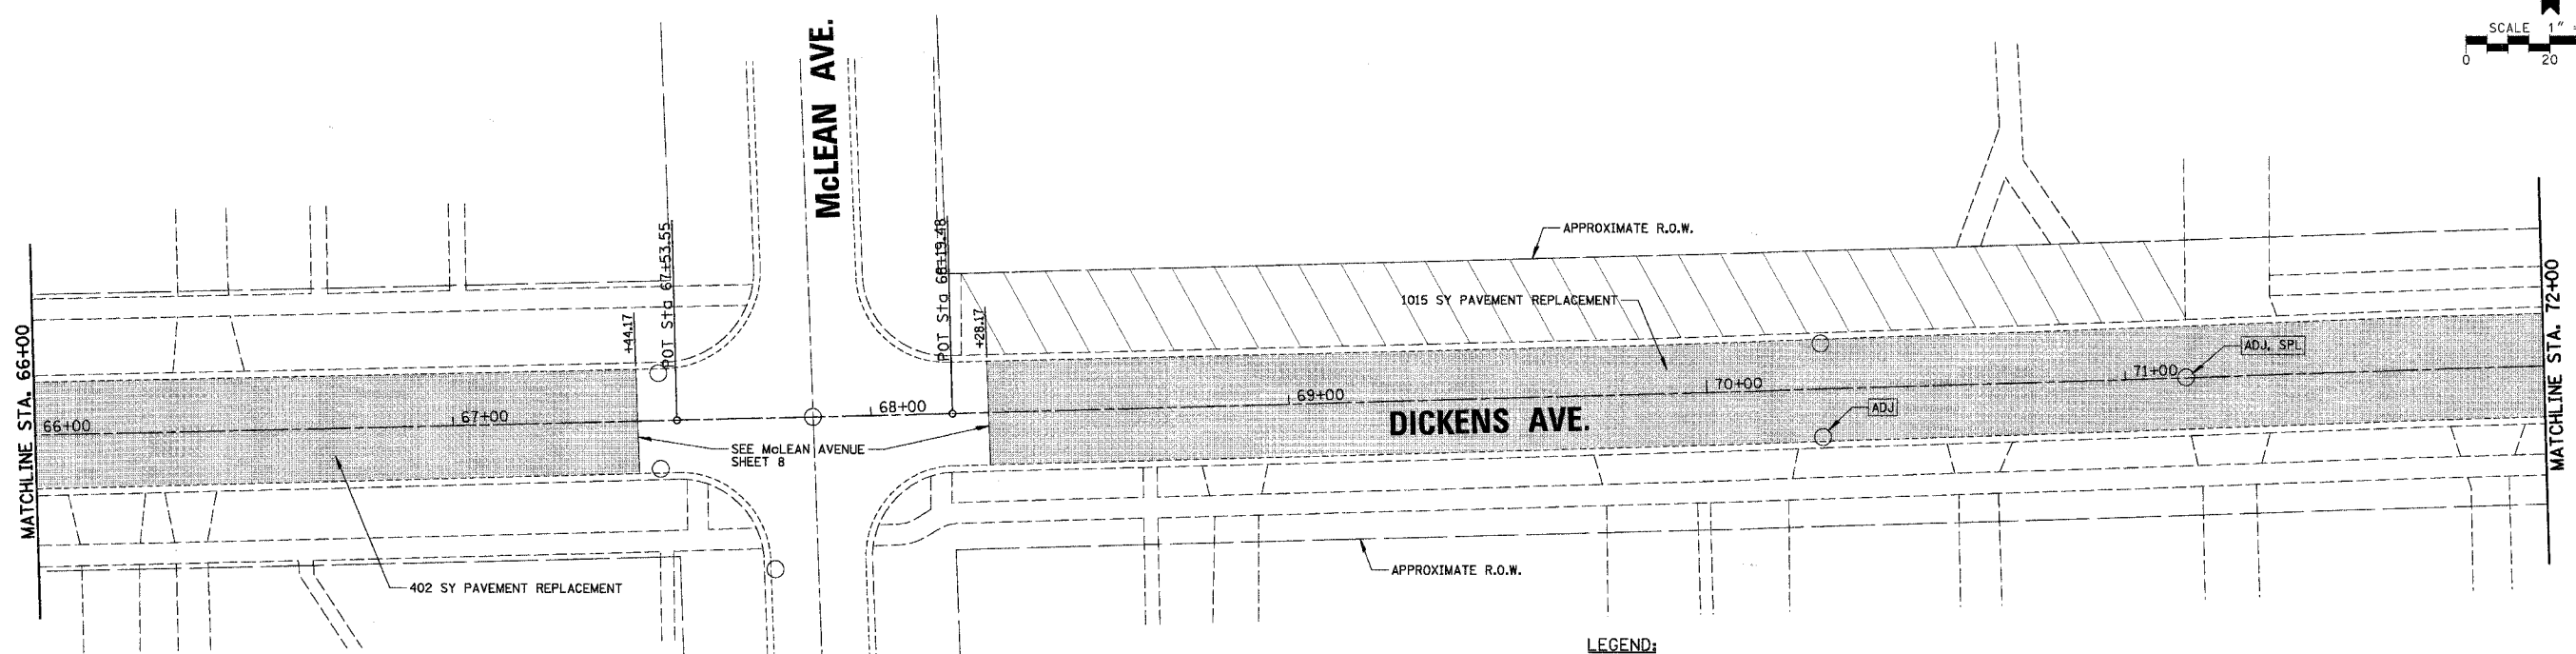 SCALE 1" =
0 20
McLEAN AVE.
MATCHLINE STA. 66+00
POT Sta 67+53.55
POT Sta 68+19.48
+44.17
+28.17
APPROXIMATE R.O.W.
1015 SY PAVEMENT REPLACEMENT
ADJ. SPL
MATCHLINE STA. 72+00
66+00
67+00
68+00
69+00
70+00
71+00
DICKENS AVE.
ADJ
SEE McLEAN AVENUE
SHEET 8
402 SY PAVEMENT REPLACEMENT
APPROXIMATE R.O.W.
LEGEND: